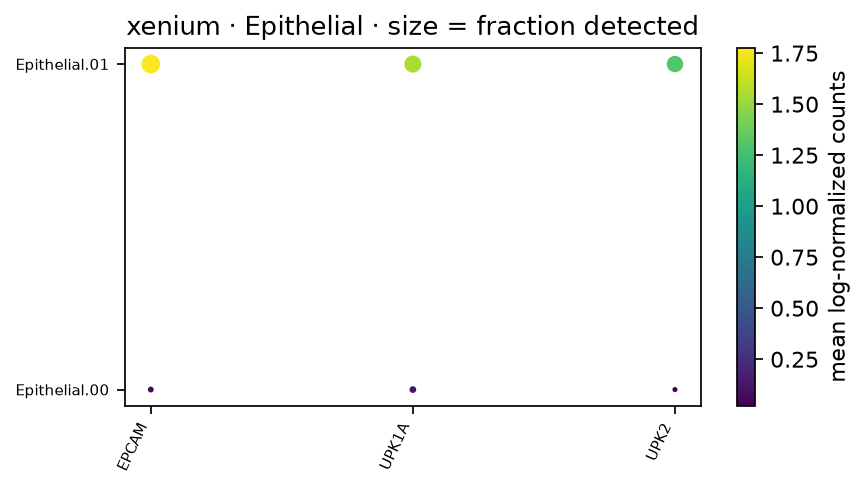 xenium · Epithelial · size = fraction detected
Epithelial.01
Epithelial.00
EPCAM
UPK1A
UPK2
1.75
1.50
1.25
1.00
0.75
0.50
0.25
mean log-normalized counts